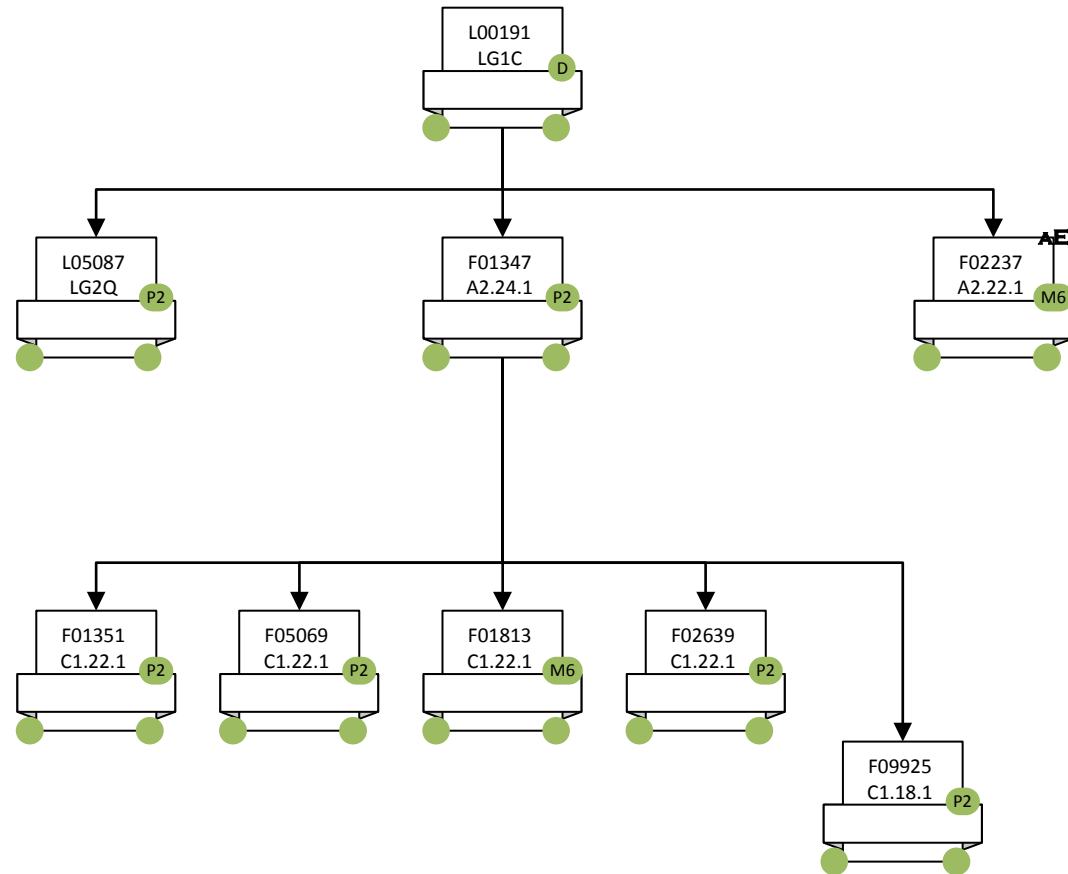 L00191
LG1C
D
L05087
LG2Q
P2
F01347
A2.24.1
P2
F02237
A2.22.1
M6
AE
F01351
C1.22.1
P2
F05069
C1.22.1
P2
F01813
C1.22.1
M6
F02639
C1.22.1
P2
F09925
C1.18.1
P2